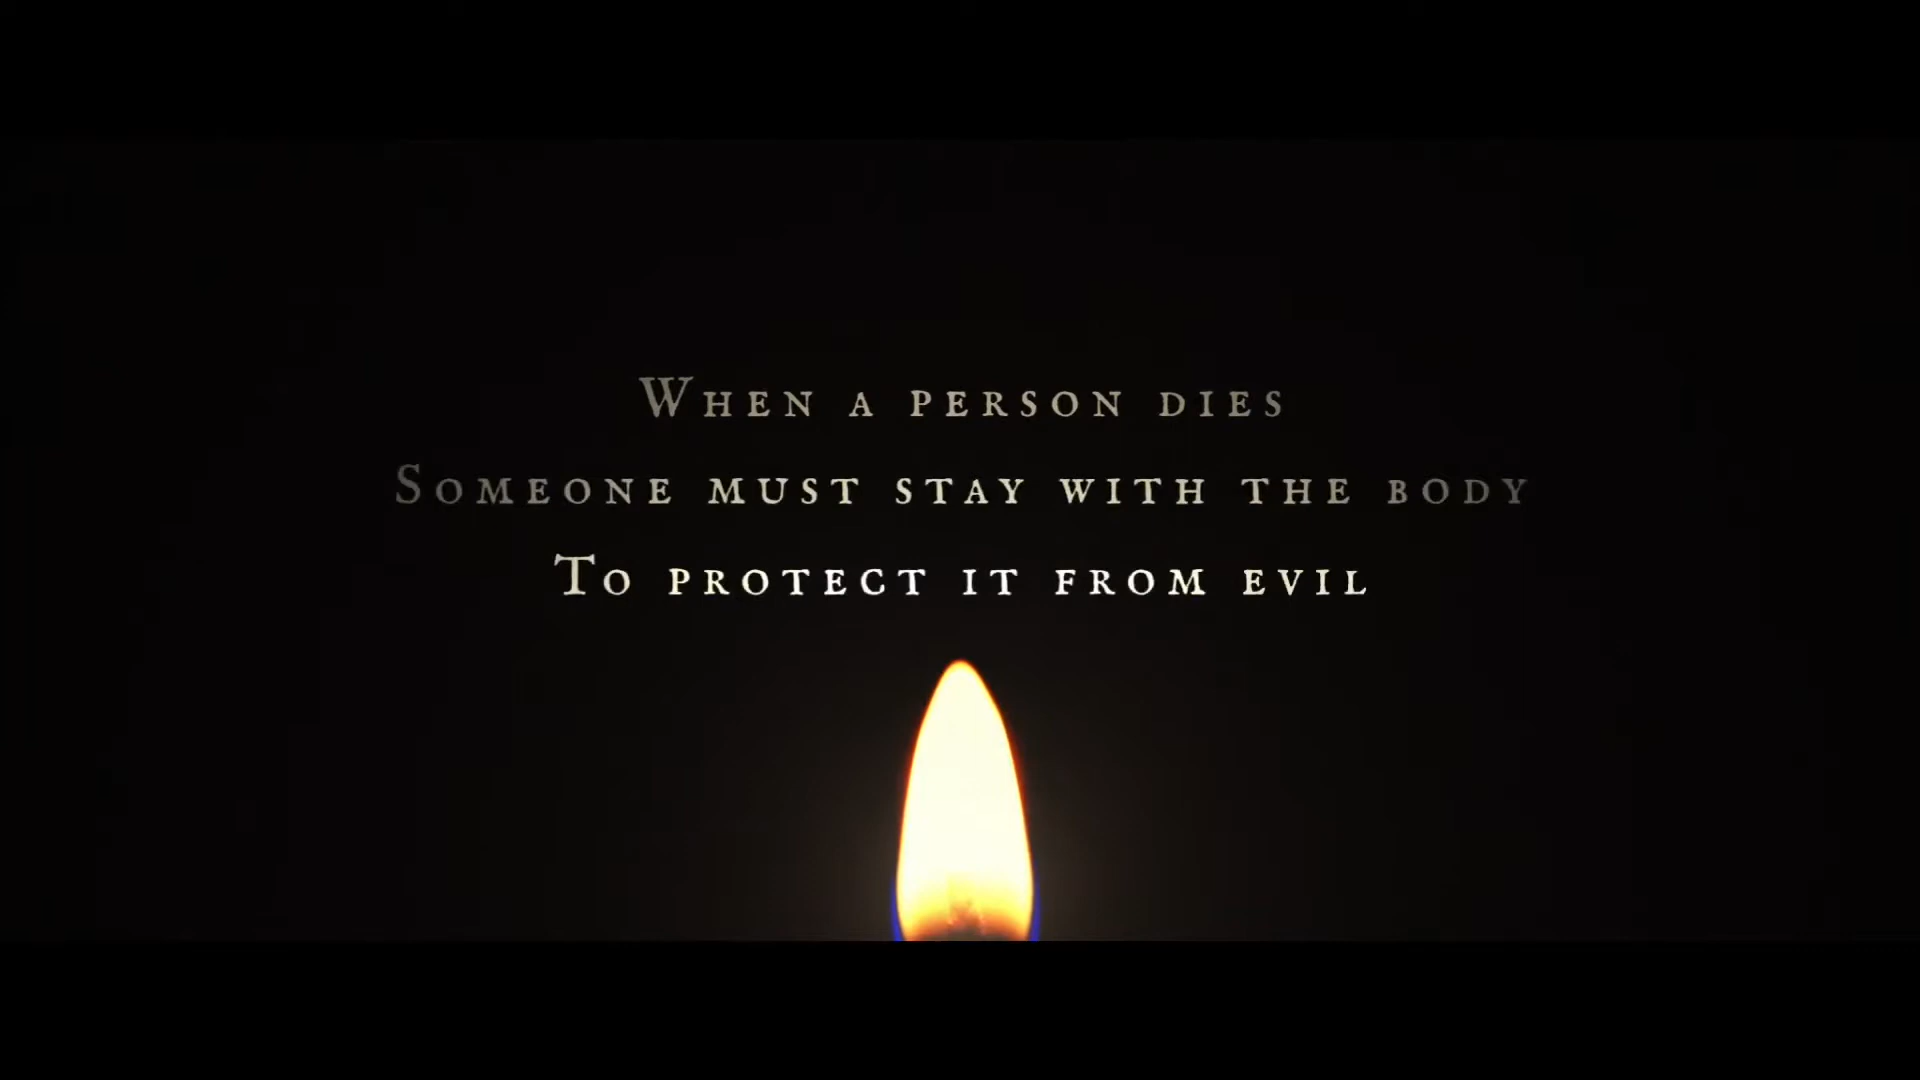 When a person dies
Someone must stay with the body
To protect it from evil